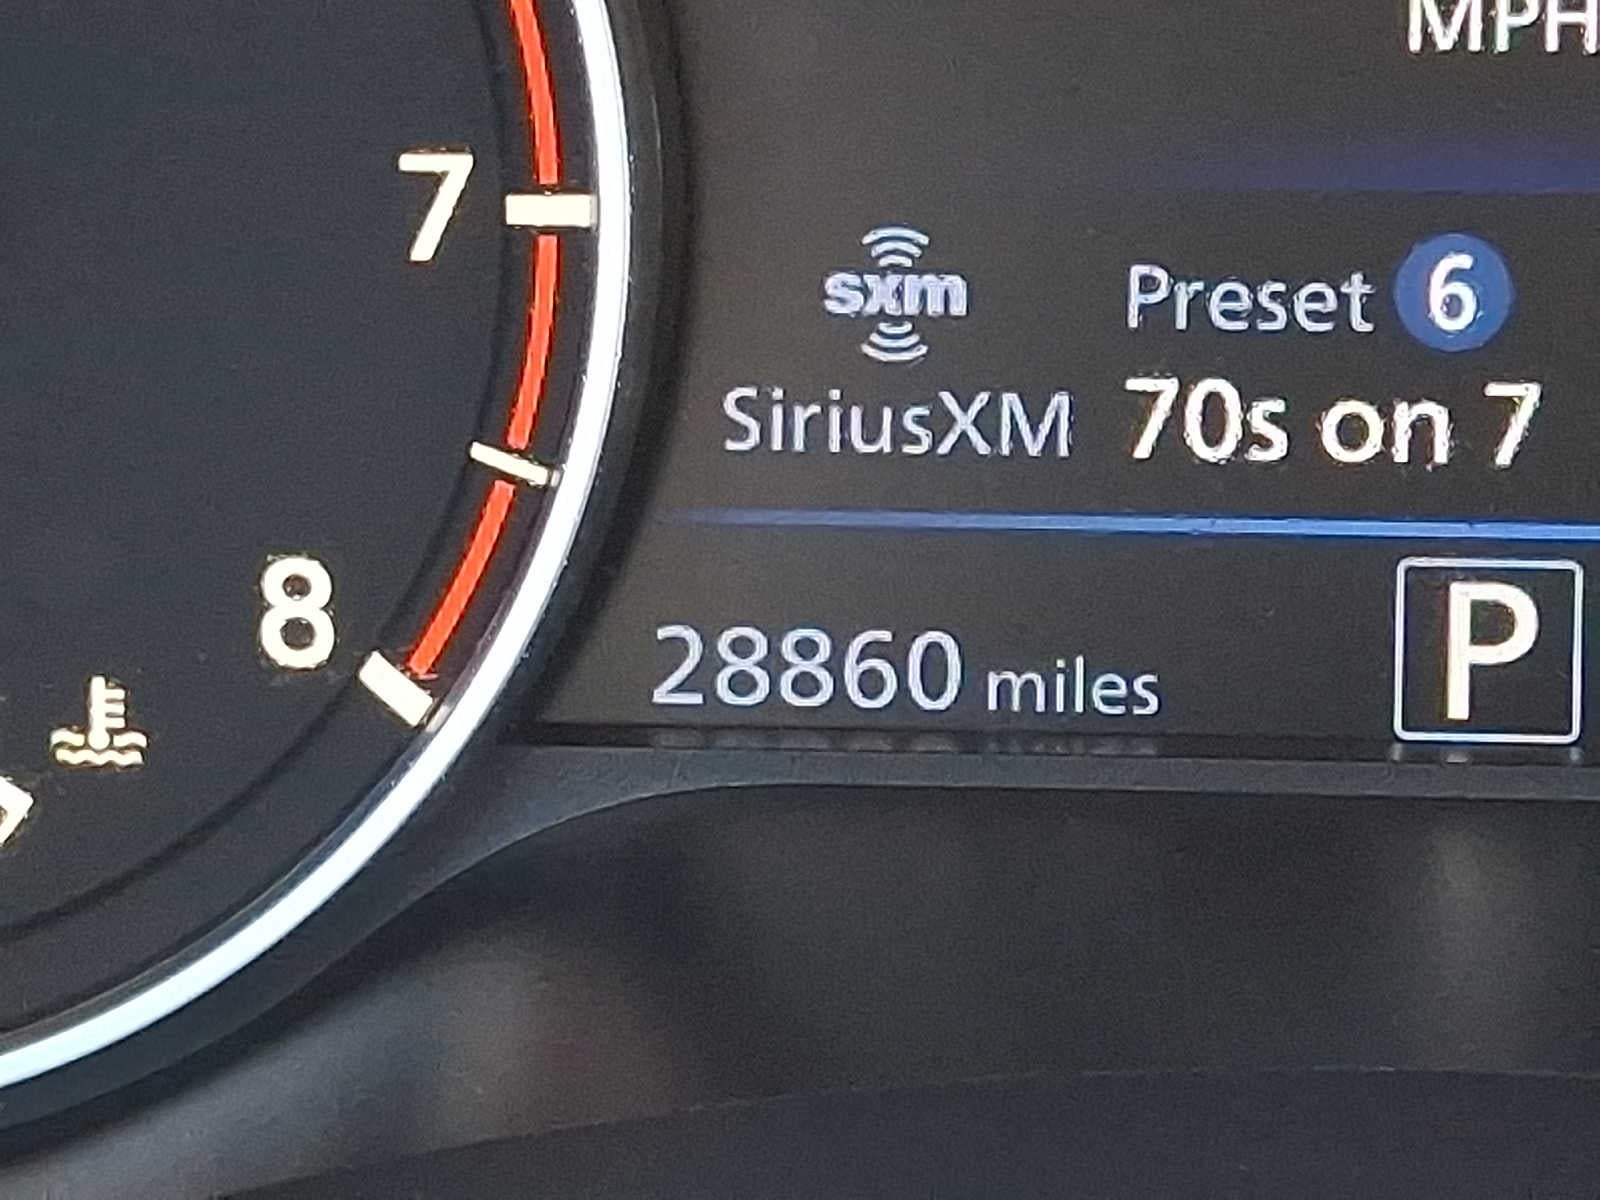 MPH
7
sxm
Preset 6
SiriusXM 70s on 7
8
28860 miles
P